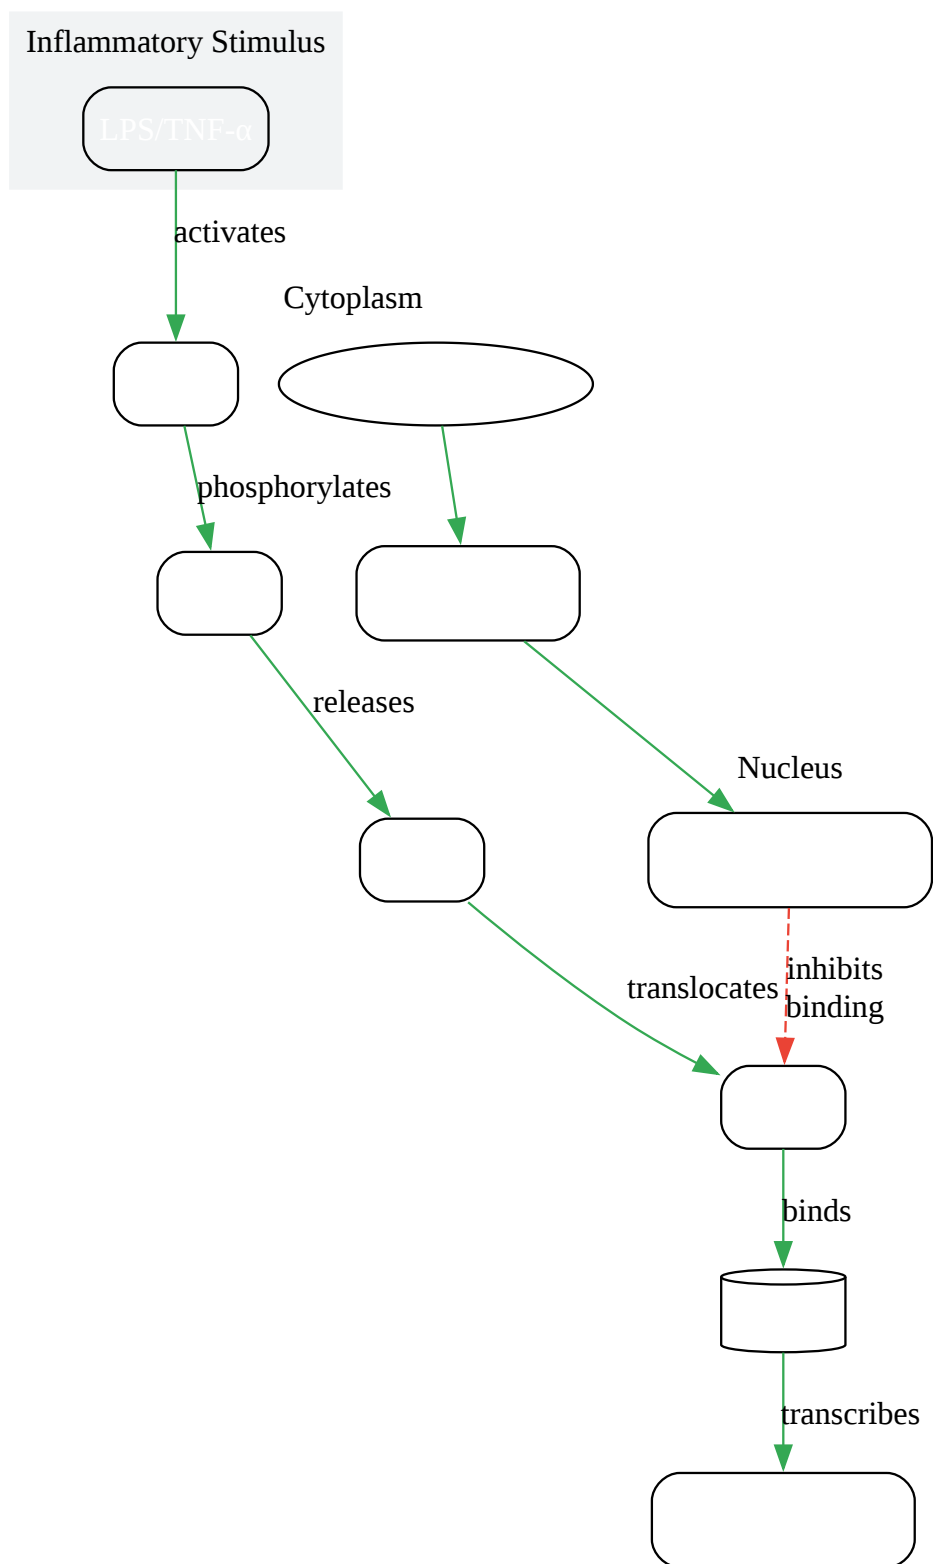 Inflammatory Stimulus
LPS/TNF-α
activates
Cytoplasm
phosphorylates
releases
Nucleus
translocates
inhibits
binding
binds
transcribes